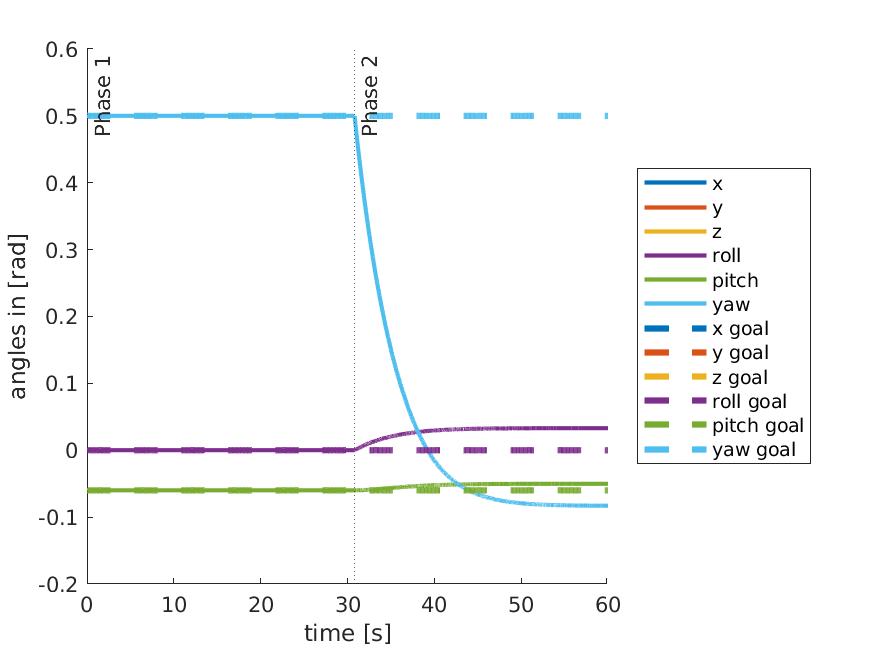 0.6
0.5
0.4
0.3
0.2
0.1
0
-0.1
-0.2
angles in [rad]
0
10
20
30
40
50
60
time [s]
Phase 1
Phase 2
x
y
z
roll
pitch
yaw
x goal
y goal
z goal
roll goal
pitch goal
yaw goal